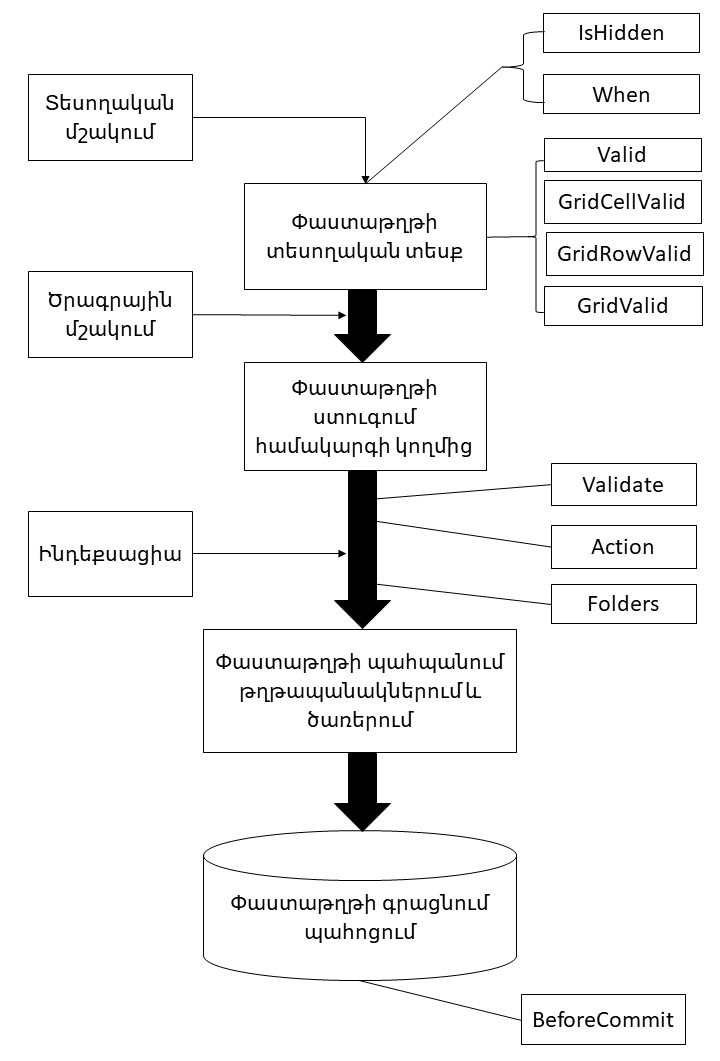 IsHidden
Տեսողական
մշակում
When
Valid
GridCellValid
Փաստաթղթի
տեսողական տեսք
GridRowValid
Ծրագրային
մշակում
GridValid
Փաստաթղթի
ստուգում
համակարգի կողմից
Validate
Ինդեքսացիա
Action
Folders
Փաստաթղթի պահպանում
թղթապանակներում և
ծառերում
Փաստաթղթի գրացնում
պահոցում
BeforeCommit